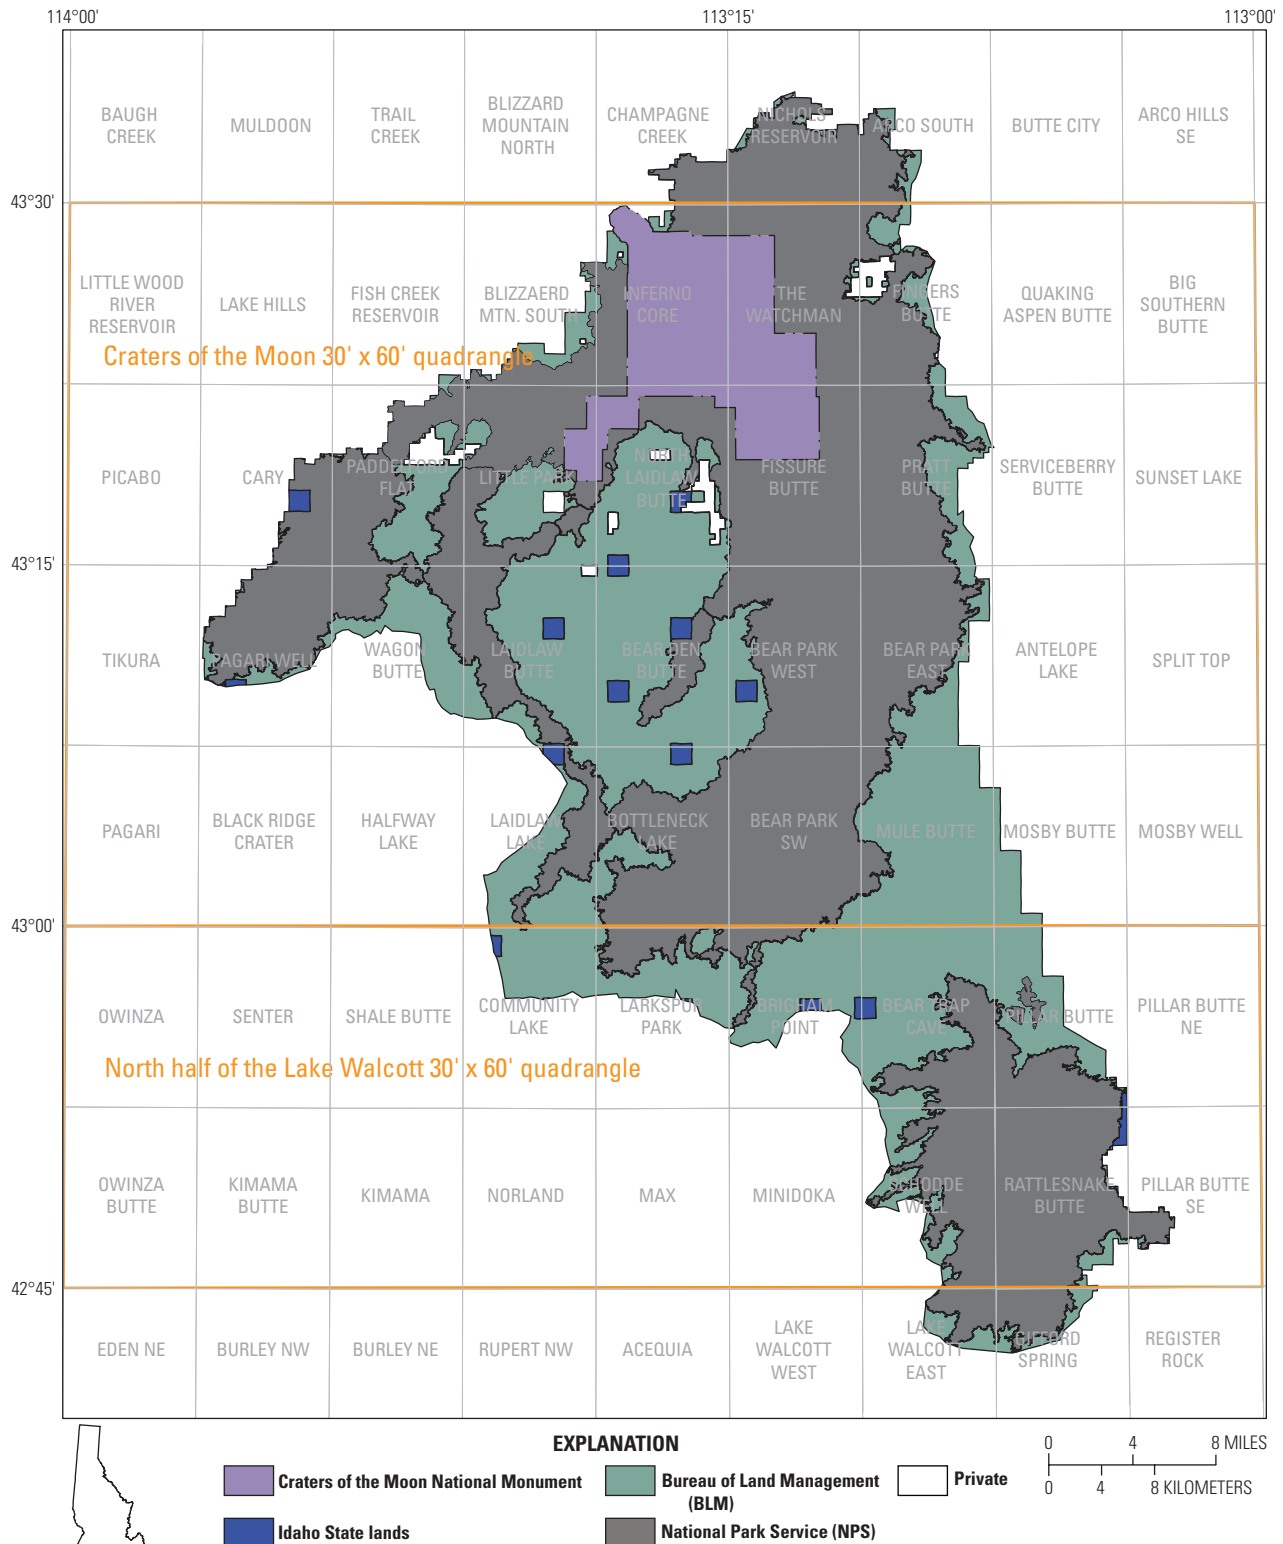 114°00' 113°15' 113°00'
BAUGH
CREEK
MULDOON
TRAIL
CREEK
BLIZZARD
MOUNTAIN
NORTH
CHAMPAGNE
CREEK
NICHOLS
RESERVOIR
ARCO SOUTH
BUTTE CITY
ARCO HILLS
SE
43°30'
LITTLE WOOD
RIVER
RESERVOIR
LAKE HILLS
FISH CREEK
RESERVOIR
BLIZZAERD
MTN. SOUTH
INFERNO
CORE
THE
WATCHMAN
FINGERS
BUTTE
QUAKING
ASPEN BUTTE
BIG
SOUTHERN
BUTTE
Craters of the Moon 30' x 60' quadrangle
PICABO
CARY
PADDELFORD
FLAT
LITTLE PARK
NORTH
LAIDLAW
BUTTE
FISSURE
BUTTE
PRATT
BUTTE
SERVICEBERRY
BUTTE
SUNSET LAKE
43°15'
TIKURA
PAGARI WELL
WAGON
BUTTE
LAIDLAW
BUTTE
BEAR DEN
BUTTE
BEAR PARK
WEST
BEAR PARK
EAST
ANTELOPE
LAKE
SPLIT TOP
PAGARI
BLACK RIDGE
CRATER
HALFWAY
LAKE
LAIDLAW
LAKE
BOTTLENECK
LAKE
BEAR PARK
SW
MULE BUTTE
MOSBY BUTTE
MOSBY WELL
43°00'
OWINZA
SENTER
SHALE BUTTE
COMMUNITY
LAKE
LARKSPUR
PARK
BRIGHAM
POINT
BEAR TRAP
CAVE
PILLAR BUTTE
PILLAR BUTTE
NE
North half of the Lake Walcott 30' x 60' quadrangle
OWINZA
BUTTE
KIMAMA
BUTTE
KIMAMA
NORLAND
MAX
MINIDOKA
SCHODDE
WELL
RATTLESNAKE
BUTTE
PILLAR BUTTE
SE
42°45'
EDEN NE
BURLEY NW
BURLEY NE
RUPERT NW
ACEQUIA
LAKE
WALCOTT
WEST
LAKE
WALCOTT
EAST
GIFFORD
SPRING
REGISTER
ROCK
EXPLANATION
Craters of the Moon National Monument
Idaho State lands
Bureau of Land Management
(BLM)
National Park Service (NPS)
Private
0 4 8 MILES
0 4 8 KILOMETERS